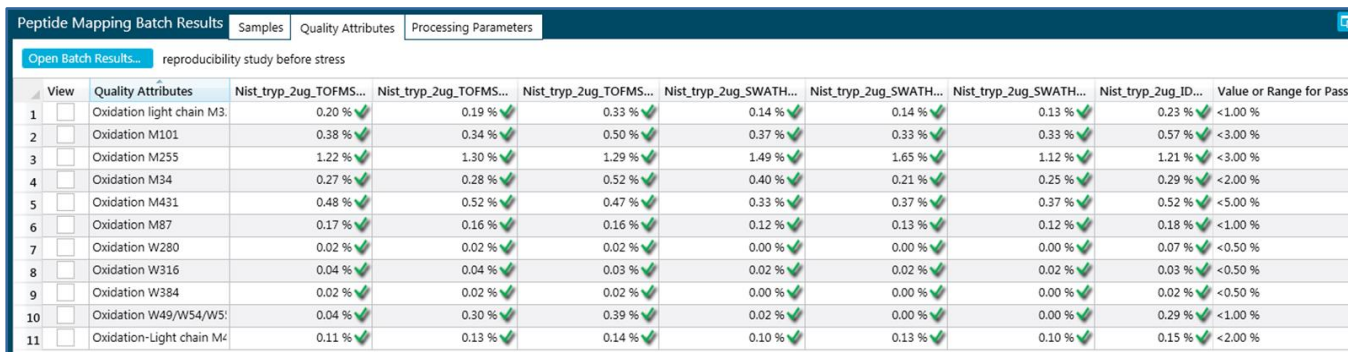 Peptide Mapping Batch Results Samples Quality Attributes Processing Parameters
Open Batch Results... reproducibility study before stress
View Quality Attributes Nist_tryp_2ug_TOFMS... Nist_tryp_2ug_TOFMS... Nist_tryp_2ug_TOFMS... Nist_tryp_2ug_SWATH... Nist_tryp_2ug_SWATH... Nist_tryp_2ug_SWATH... Nist_tryp_2ug_ID... Value or Range for Pass
1 Oxidation light chain M3. 0.20 % 0.19 % 0.33 % 0.14 % 0.14 % 0.13 % 0.23 % <1.00 %
2 Oxidation M101 0.38 % 0.34 % 0.50 % 0.37 % 0.33 % 0.33 % 0.57 % <3.00 %
3 Oxidation M255 1.22 % 1.30 % 1.29 % 1.49 % 1.65 % 1.12 % 1.21 % <3.00 %
4 Oxidation M34 0.27 % 0.28 % 0.52 % 0.40 % 0.21 % 0.25 % 0.29 % <2.00 %
5 Oxidation M431 0.48 % 0.52 % 0.47 % 0.33 % 0.37 % 0.37 % 0.52 % <5.00 %
6 Oxidation M87 0.17 % 0.16 % 0.16 % 0.12 % 0.13 % 0.12 % 0.18 % <1.00 %
7 Oxidation W280 0.02 % 0.02 % 0.02 % 0.00 % 0.00 % 0.00 % 0.07 % <0.50 %
8 Oxidation W316 0.04 % 0.04 % 0.03 % 0.02 % 0.02 % 0.02 % 0.03 % <0.50 %
9 Oxidation W384 0.02 % 0.02 % 0.02 % 0.00 % 0.00 % 0.00 % 0.02 % <0.50 %
10 Oxidation W49/W54/W5 0.04 % 0.30 % 0.39 % 0.02 % 0.00 % 0.00 % 0.29 % <1.00 %
11 Oxidation-Light chain M4 0.11 % 0.13 % 0.14 % 0.10 % 0.13 % 0.10 % 0.15 % <2.00 %